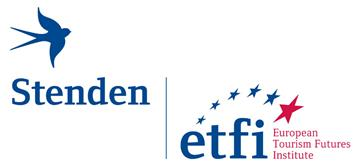 Stenden
etfi
European
Tourism Futures
Institute